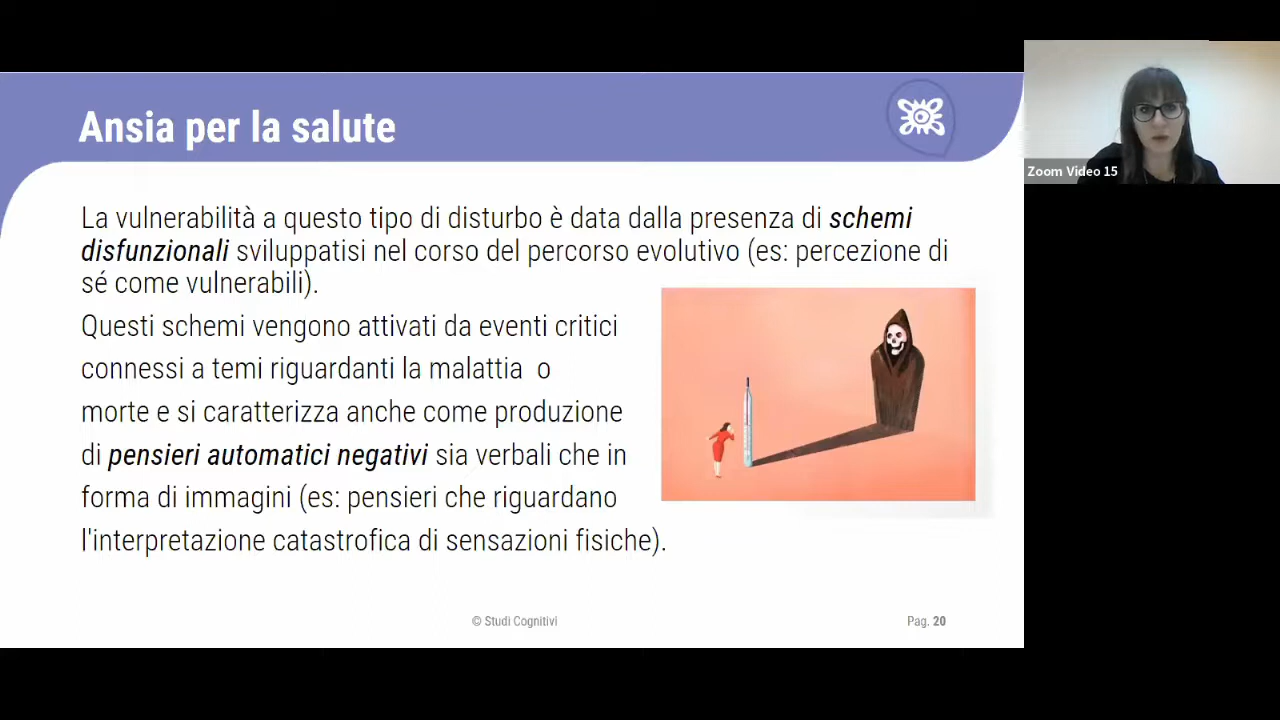 Ansia per la salute
Zoom Video 15
La vulnerabilità a questo tipo di disturbo è data dalla presenza di schemi
disfunzionali sviluppatisi nel corso del percorso evolutivo (es: percezione di
sé come vulnerabili).
Questi schemi vengono attivati da eventi critici
connessi a temi riguardanti la malattia o
morte e si caratterizza anche come produzione
di pensieri automatici negativi sia verbali che in
forma di immagini (es: pensieri che riguardano
l'interpretazione catastrofica di sensazioni fisiche).
© Studi Cognitivi
Pag. 20